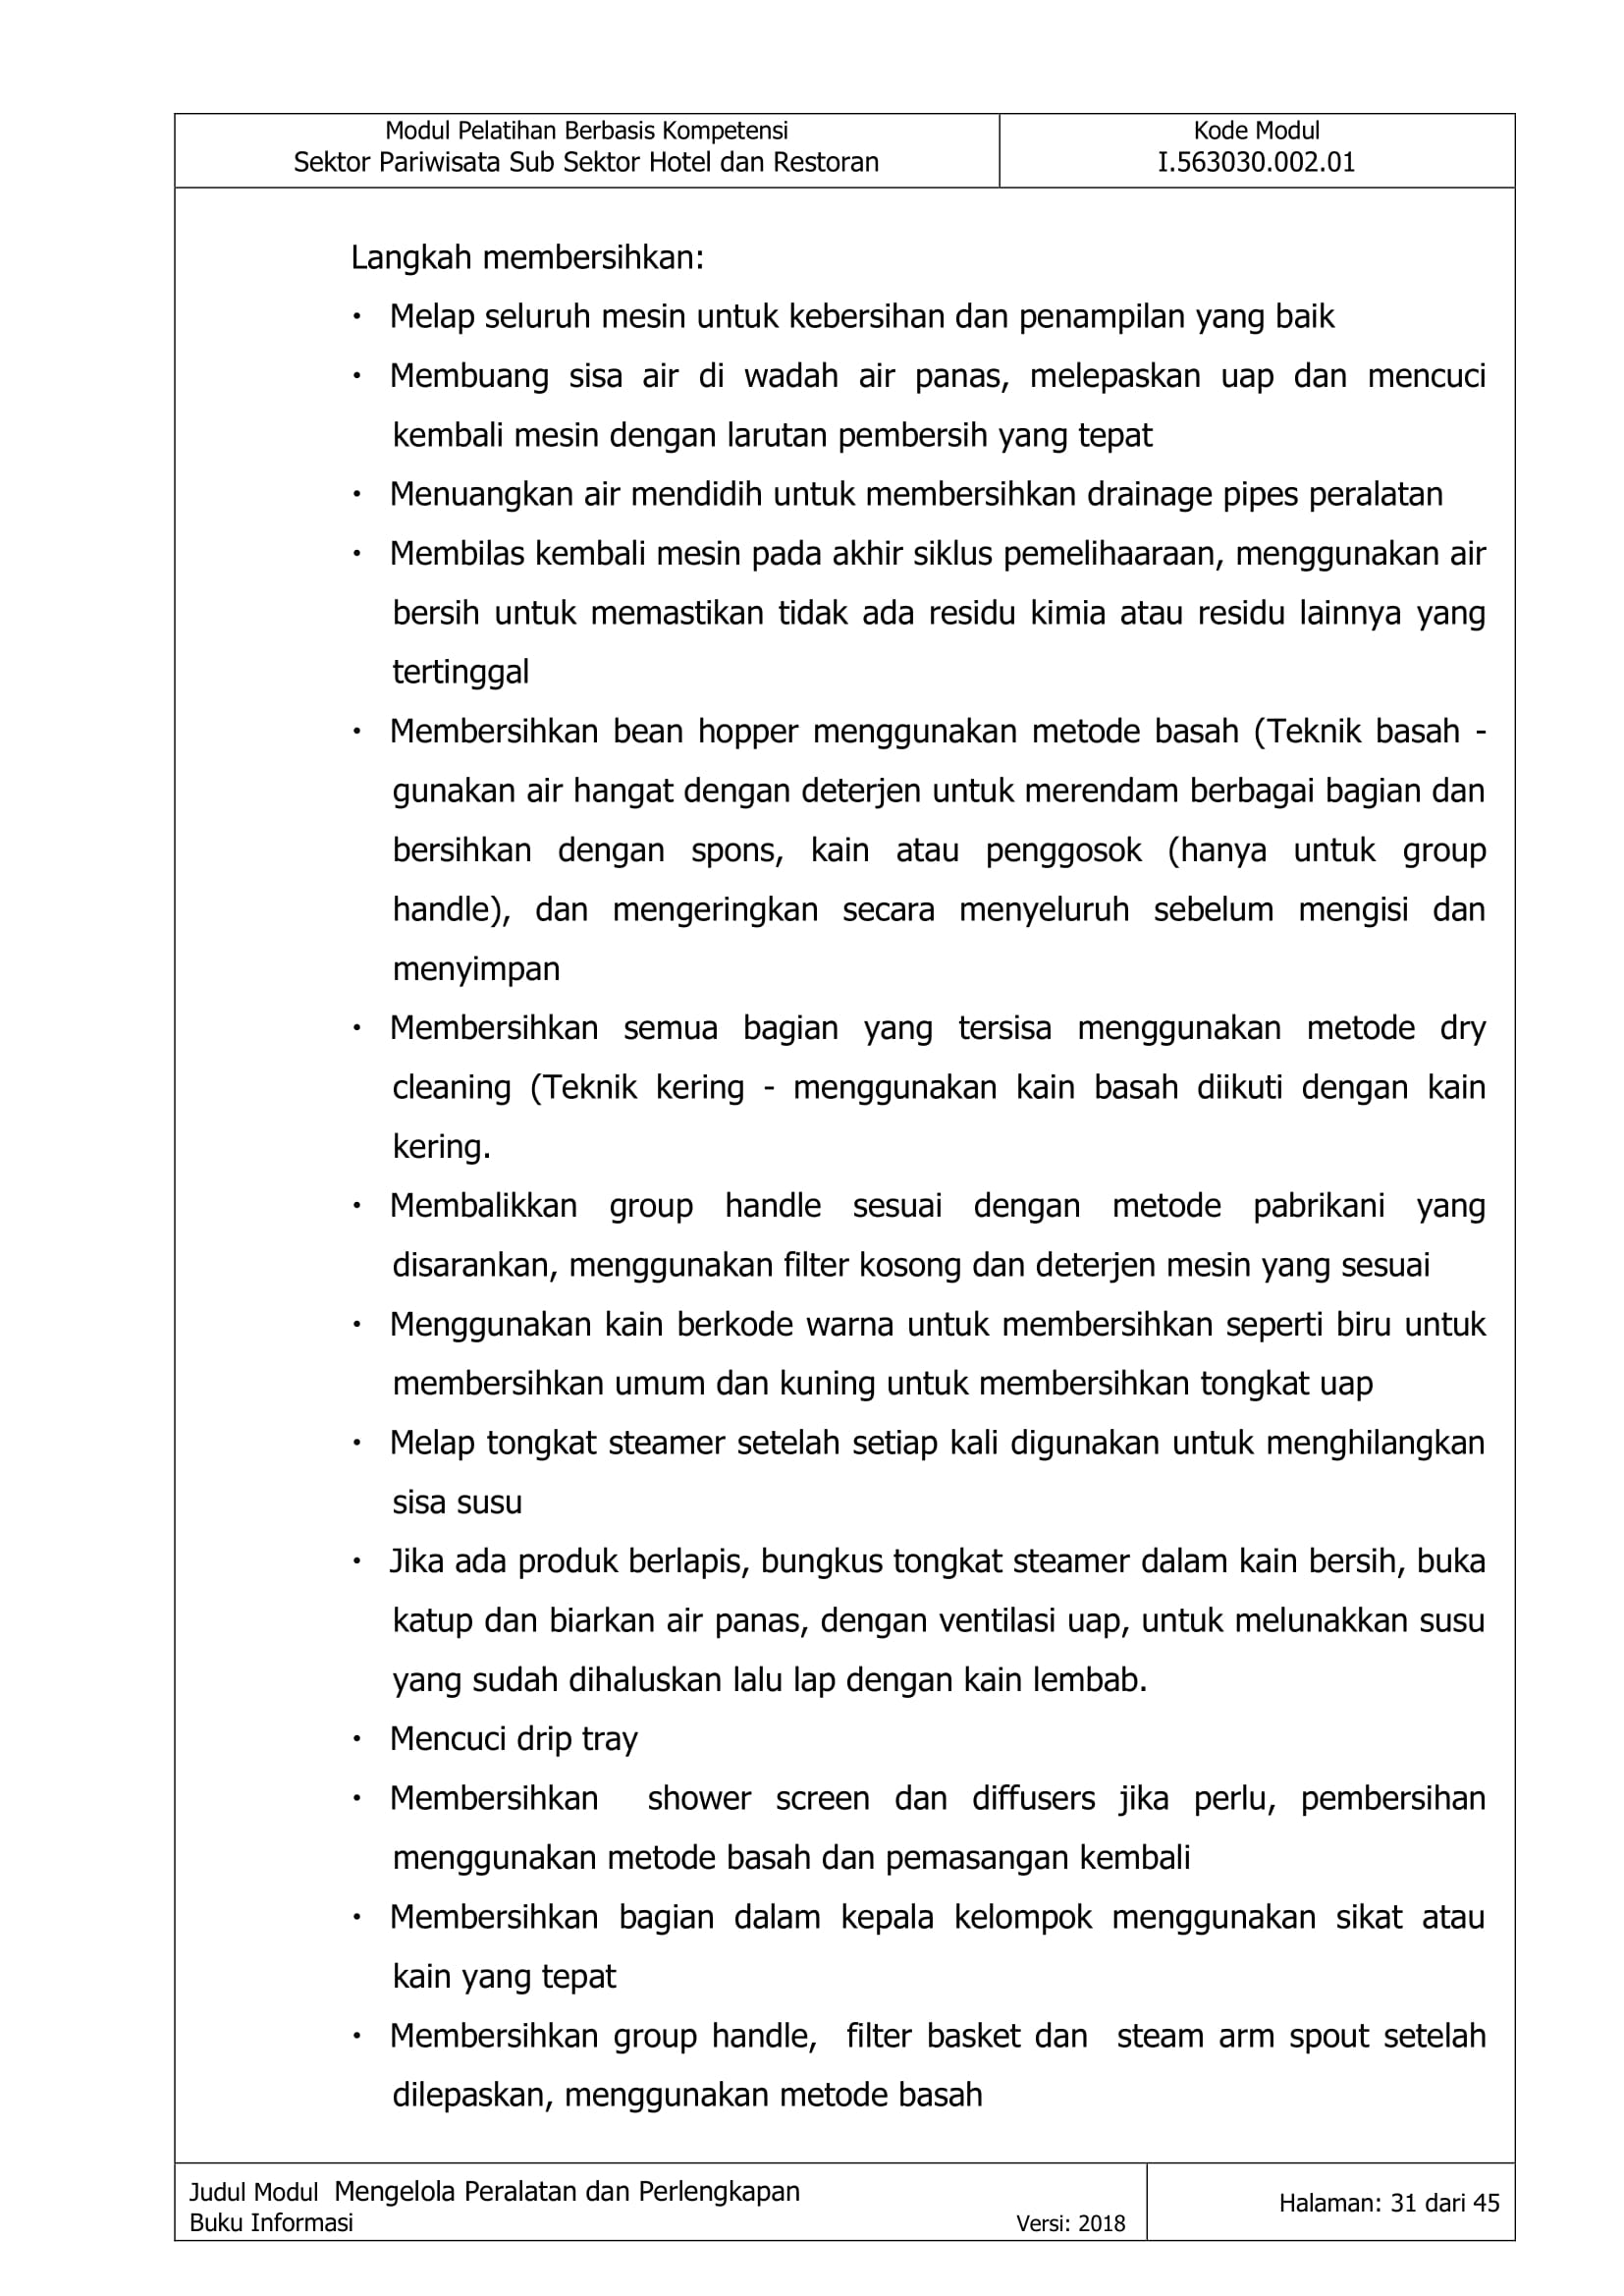 Modul Pelatihan Berbasis Kompetensi
Sektor Pariwisata Sub Sektor Hotel dan Restoran
Kode Modul
I.563030.002.01
Langkah membersihkan:
• Melap seluruh mesin untuk kebersihan dan penampilan yang baik
• Membuang sisa air di wadah air panas, melepaskan uap dan mencuci
kembali mesin dengan larutan pembersih yang tepat
• Menuangkan air mendidih untuk membersihkan drainage pipes peralatan
• Membilas kembali mesin pada akhir siklus pemelihaaraan, menggunakan air
bersih untuk memastikan tidak ada residu kimia atau residu lainnya yang
tertinggal
• Membersihkan bean hopper menggunakan metode basah (Teknik basah -
gunakan air hangat dengan deterjen untuk merendam berbagai bagian dan
bersihkan dengan spons, kain atau penggosok (hanya untuk group
handle), dan mengeringkan secara menyeluruh sebelum mengisi dan
menyimpan
• Membersihkan semua bagian yang tersisa menggunakan metode dry
cleaning (Teknik kering - menggunakan kain basah diikuti dengan kain
kering.
• Membalikkan group handle sesuai dengan metode pabrikani yang
disarankan, menggunakan filter kosong dan deterjen mesin yang sesuai
• Menggunakan kain berkode warna untuk membersihkan seperti biru untuk
membersihkan umum dan kuning untuk membersihkan tongkat uap
• Melap tongkat steamer setelah setiap kali digunakan untuk menghilangkan
sisa susu
• Jika ada produk berlapis, bungkus tongkat steamer dalam kain bersih, buka
katup dan biarkan air panas, dengan ventilasi uap, untuk melunakkan susu
yang sudah dihaluskan lalu lap dengan kain lembab.
• Mencuci drip tray
• Membersihkan shower screen dan diffusers jika perlu, pembersihan
menggunakan metode basah dan pemasangan kembali
• Membersihkan bagian dalam kepala kelompok menggunakan sikat atau
kain yang tepat
• Membersihkan group handle, filter basket dan steam arm spout setelah
dilepaskan, menggunakan metode basah
Judul Modul Mengelola Peralatan dan Perlengkapan
Buku Informasi
Versi: 2018
Halaman: 31 dari 45